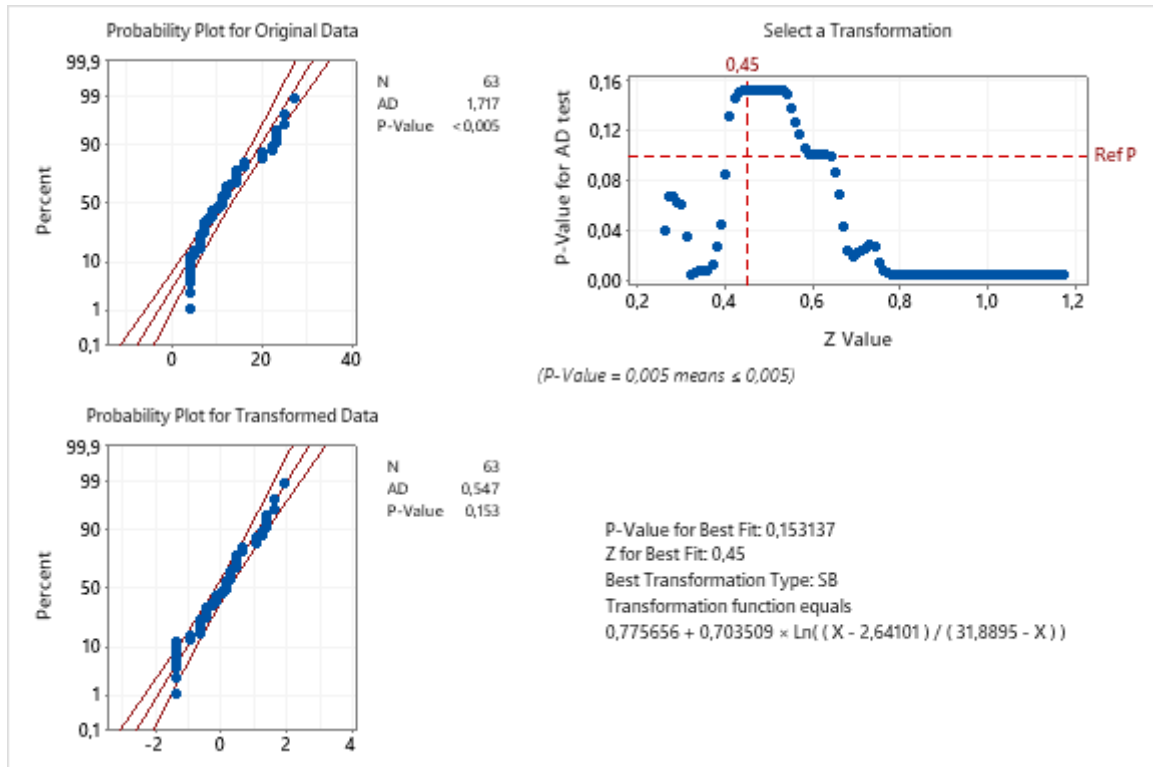 Probability Plot for Original Data
99,9
99
90
50
10
1
0,1
Percent
0
20
40
N 63
AD 1,717
P-Value <0,005
Select a Transformation
0,45
0,16
0,12
0,08
0,04
0,00
P-Value for AD test
Ref P
0,2
0,4
0,6
0,8
1,0
1,2
Z Value
(P-Value = 0,005 means ≤ 0,005)
Probability Plot for Transformed Data
99,9
99
90
50
10
1
0,1
Percent
-2
0
2
4
N 63
AD 0,547
P-Value 0,153
P-Value for Best Fit: 0,153137
Z for Best Fit: 0,45
Best Transformation Type: SB
Transformation function equals
0,775656 + 0,703509 × Ln( ( X - 2,64101 ) / ( 31,8895 - X ) )